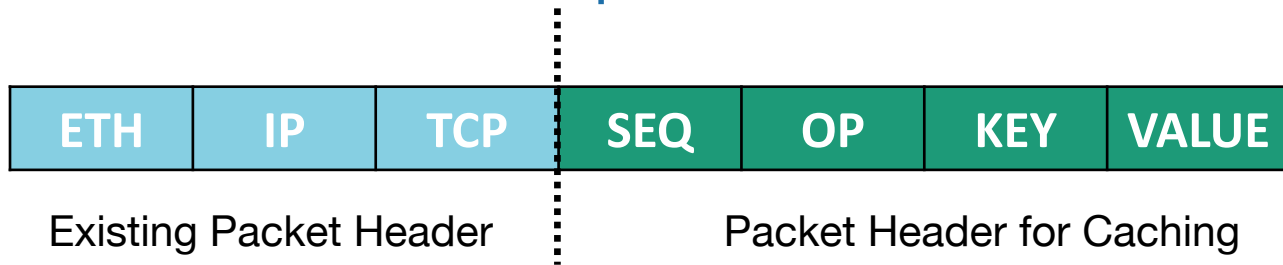 ETH IP TCP SEQ OP KEY VALUE
Existing Packet Header Packet Header for Caching